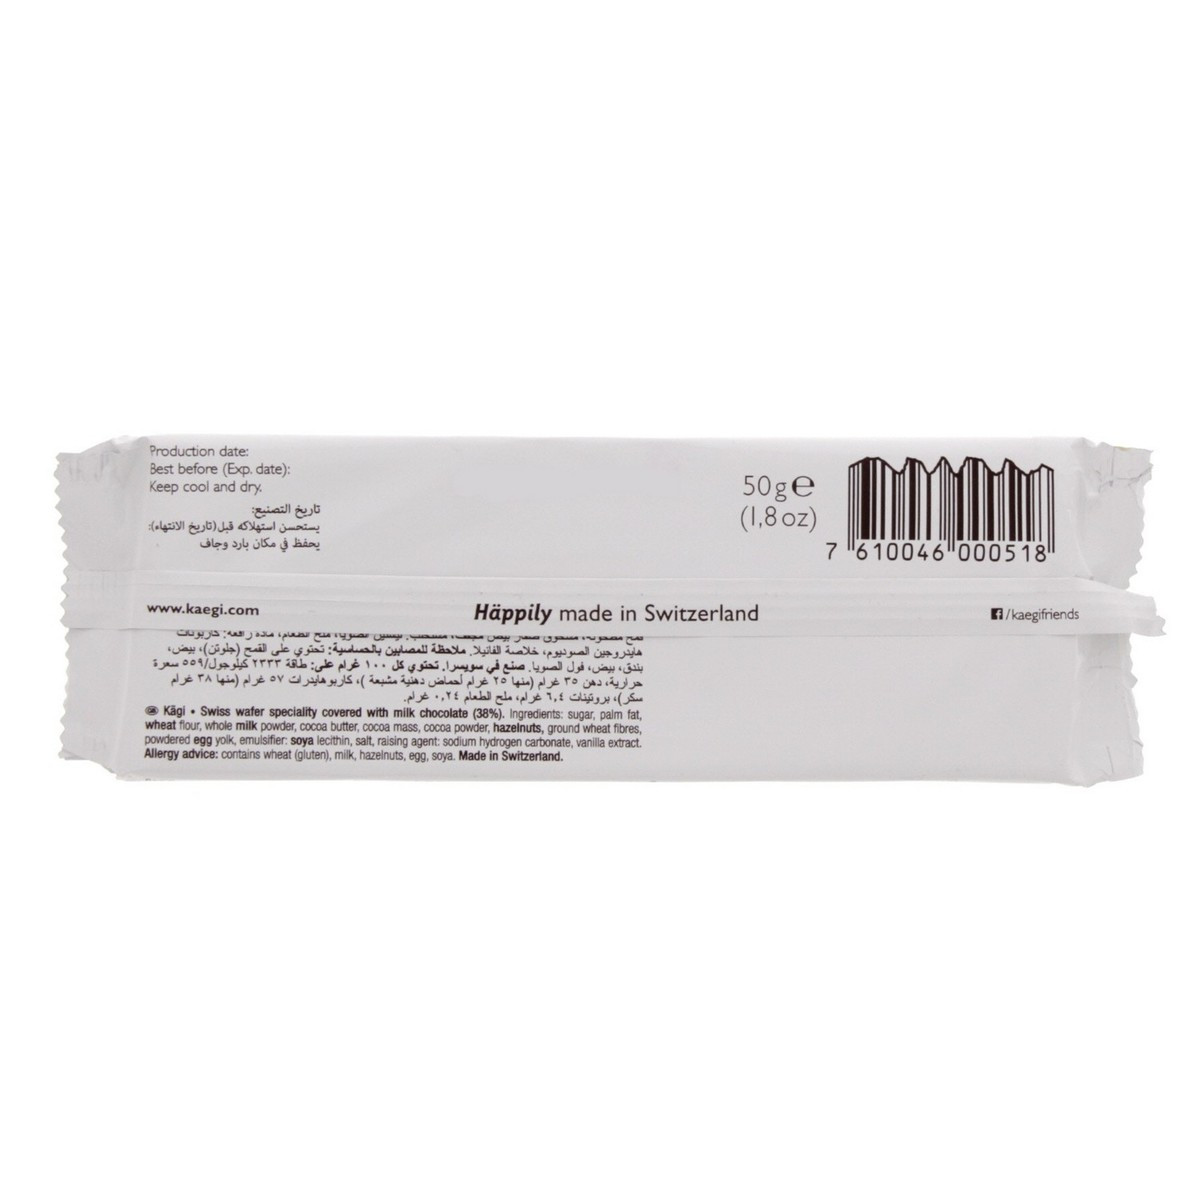 Production date:
Best before (Exp. date):
Keep cool and dry.
تاريخ التصنيع:
يستحسن استهلاكه قبل(تاريخ الانتهاء):
يحفظ في مكان بارد وجاف
50g℮
(1,8oz)
7 610046 000518
www.kaegi.com
Häppily made in Switzerland
/kaegifriends
هايدروجين الصوديوم، خلاصة الفانيلا. ملاحظة للمصابين بالحساسية: تحتوي على القمح (جلوتن)، بيض،
بندق، بيض، فول الصويا. صنع في سويسرا. تحتوي كل ١٠٠ غرام على: طاقة ٢٣٣٣ كيلوجول/٥٥٩ سعرة
حرارية، دهن ٣٥ غرام (منها ٢٥ غرام أحماض دهنية مشبعة )، كاربوهايدرات ٥٧ غرام (منها ٣٨ غرام
سكر)، بروتينات ٦,٤ غرام، ملح الطعام ٠,٢٤ غرام.
GB Kägi • Swiss wafer speciality covered with milk chocolate (38%). Ingredients: sugar, palm fat,
wheat flour, whole milk powder, cocoa butter, cocoa mass, cocoa powder, hazelnuts, ground wheat fibres,
powdered egg yolk, emulsifier: soya lecithin, salt, raising agent: sodium hydrogen carbonate, vanilla extract.
Allergy advice: contains wheat (gluten), milk, hazelnuts, egg, soya. Made in Switzerland.